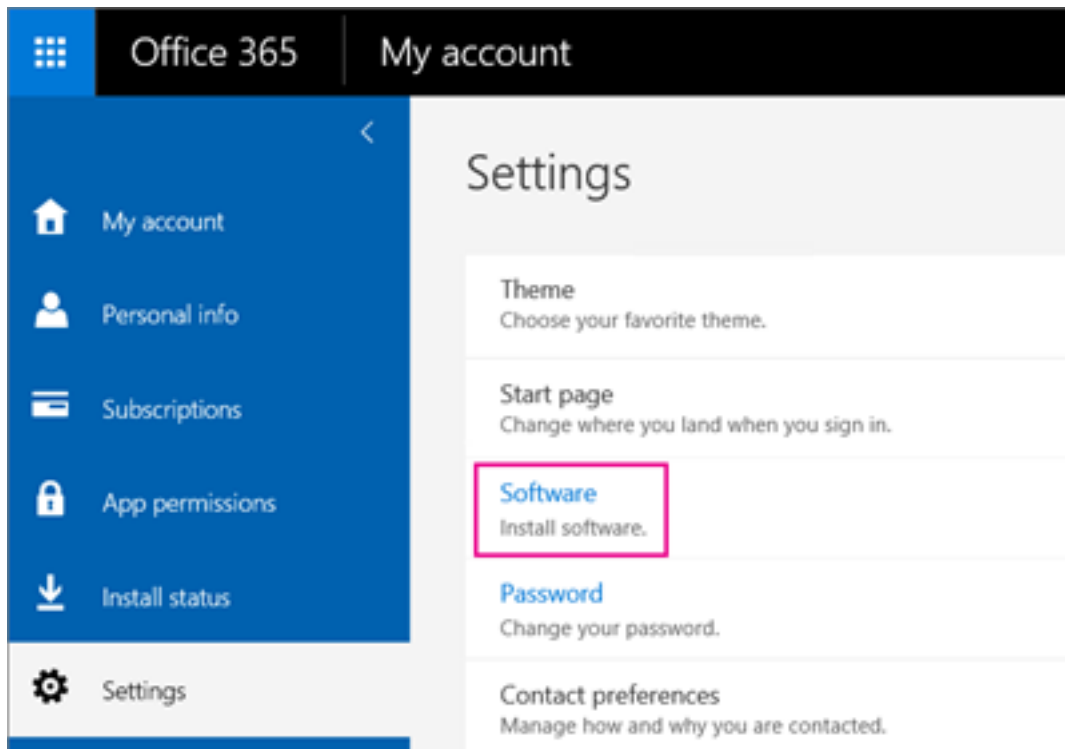 Office 365
My account
My account
Personal info
Subscriptions
App permissions
Install status
Settings
Settings
Theme
Choose your favorite theme.
Start page
Change where you land when you sign in.
Software
Install software.
Password
Change your password.
Contact preferences
Manage how and why you are contacted.